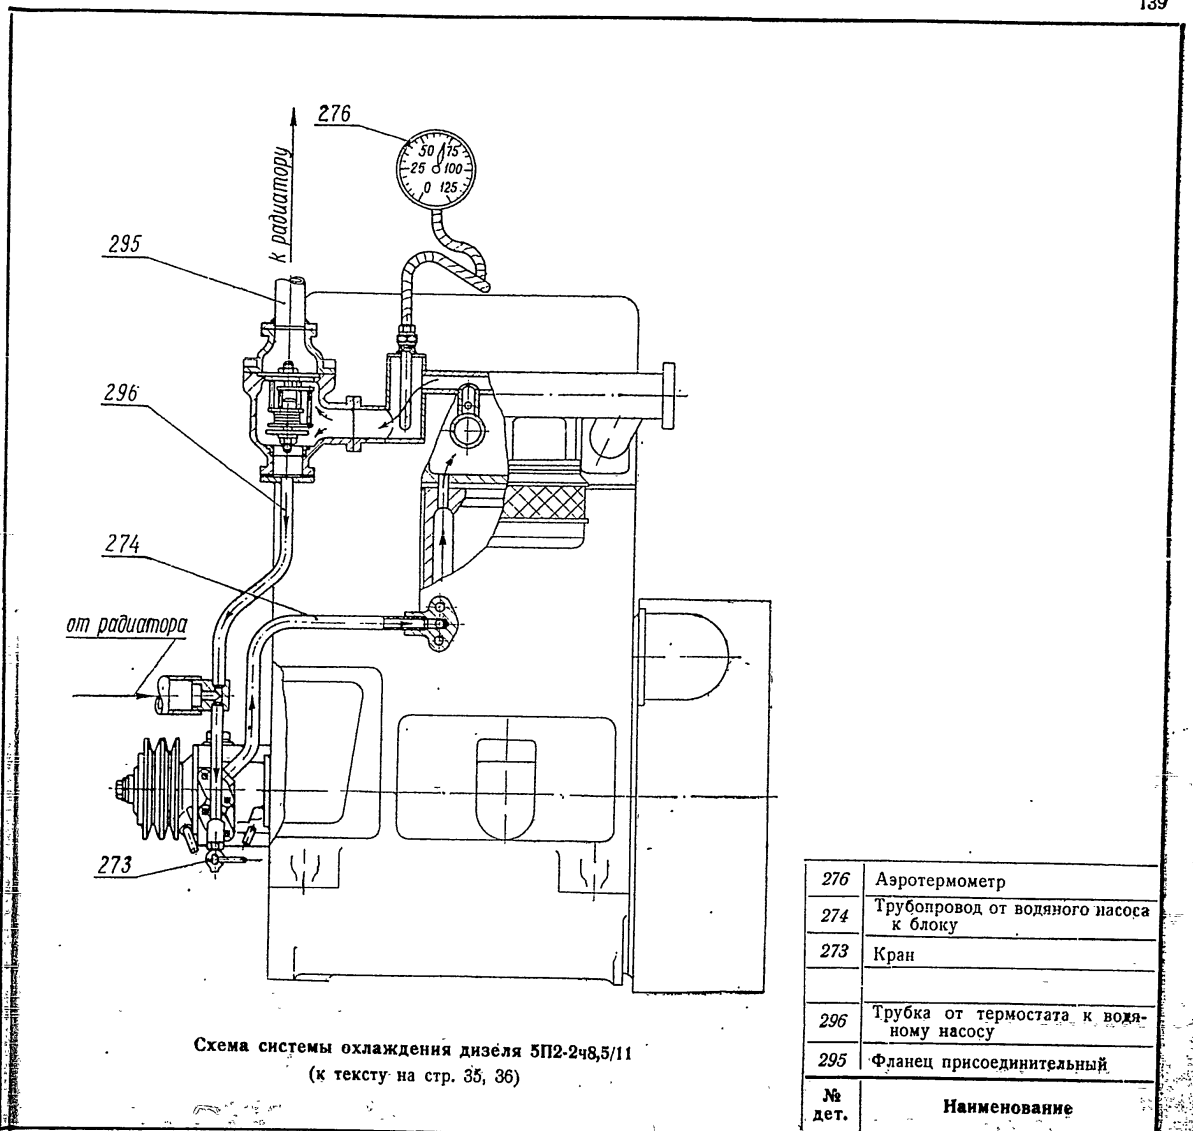 139
276
50 75
25 100
0 125
К радиатору
295
296
274
от радиатора
273
276 Аэротермометр
274 Трубопровод от водяного насоса
к блоку
273 Кран
296 Трубка от термостата к водя-
ному насосу
295 Фланец присоединительный
№ Наименование
дет.
Схема системы охлаждения дизеля 5П2-2ч8,5/11
(к тексту на стр. 35, 36)